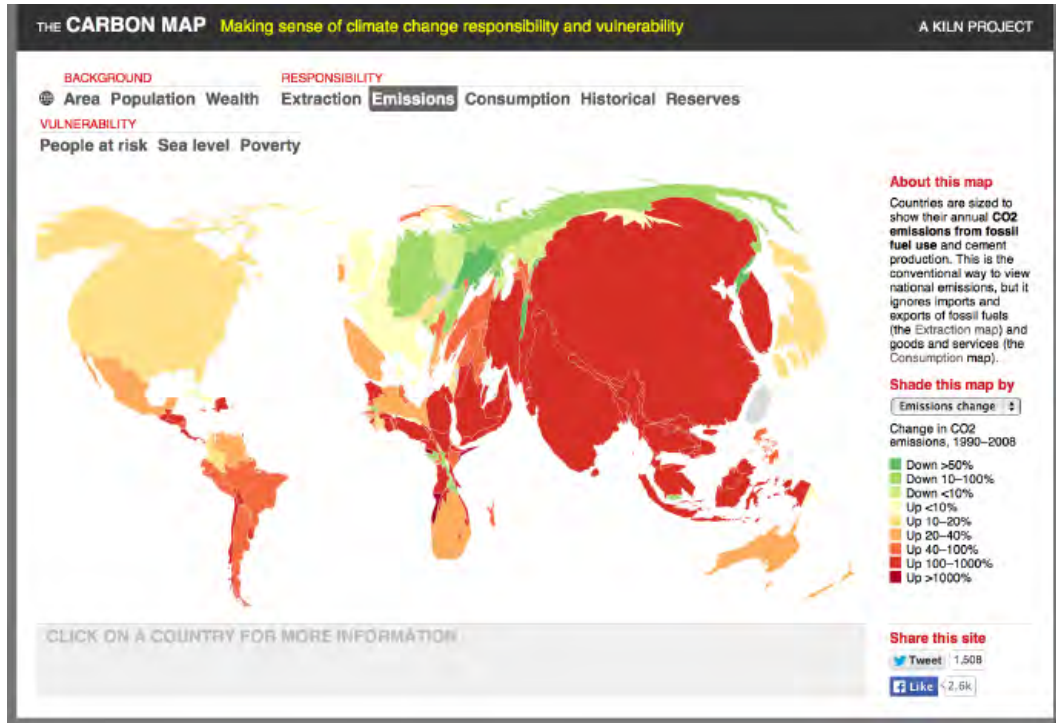 THE CARBON MAP Making sense of climate change responsibility and vulnerability
A KILN PROJECT
BACKGROUND
Area Population Wealth
RESPONSIBILITY
Extraction Emissions Consumption Historical Reserves
VULNERABILITY
People at risk Sea level Poverty
About this map
Countries are sized to
show their annual CO2
emissions from fossil
fuel use and cement
production. This is the
conventional way to view
national emissions, but it
ignores imports and
exports of fossil fuels
(the Extraction map) and
goods and services (the
Consumption map).
Shade this map by
Emissions change
Change in CO2
emissions, 1990–2008
Down >50%
Down 10–100%
Down <10%
Up <10%
Up 10–20%
Up 20–40%
Up 40–100%
Up 100–1000%
Up >1000%
CLICK ON A COUNTRY FOR MORE INFORMATION
Share this site
Tweet 1,508
Like 2.6k